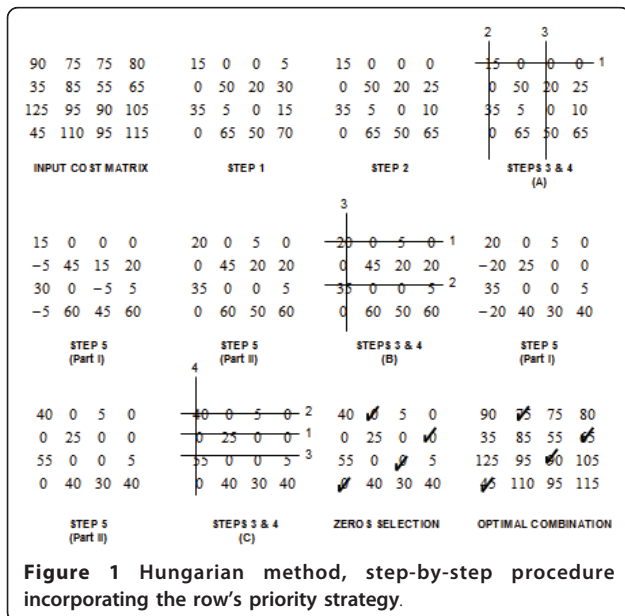 90 75 75 80
35 85 55 65
125 95 90 105
45 110 95 115
INPUT COST MATRIX
15 0 0 5
0 50 20 30
35 5 0 15
0 65 50 70
STEP 1
15 0 0 0
0 50 20 25
35 5 0 10
0 65 50 65
STEP 2
2 3
15 0 0 0 1
0 50 20 25
35 5 0 10
0 65 50 65
STEPS 3 & 4
(A)
15 0 0 0
−5 45 15 20
30 0 −5 5
−5 60 45 60
STEP 5
(Part I)
20 0 5 0
0 45 20 20
35 0 0 5
0 60 50 60
STEP 5
(Part II)
3
20 0 5 0 1
0 45 20 20
35 0 0 5 2
0 60 50 60
STEPS 3 & 4
(B)
20 0 5 0
−20 25 0 0
35 0 0 5
−20 40 30 40
STEP 5
(Part I)
40 0 5 0
0 25 0 0
55 0 0 5
0 40 30 40
STEP 5
(Part II)
4
40 0 5 0 2
0 25 0 0 1
55 0 0 5 3
0 40 30 40
STEPS 3 & 4
(C)
40 0 5 0
0 25 0 0
55 0 0 5
0 40 30 40
ZEROS SELECTION
90 75 75 80
35 85 55 65
125 95 90 105
45 110 95 115
OPTIMAL COMBINATION
Figure 1 Hungarian method, step-by-step procedure
incorporating the row's priority strategy.